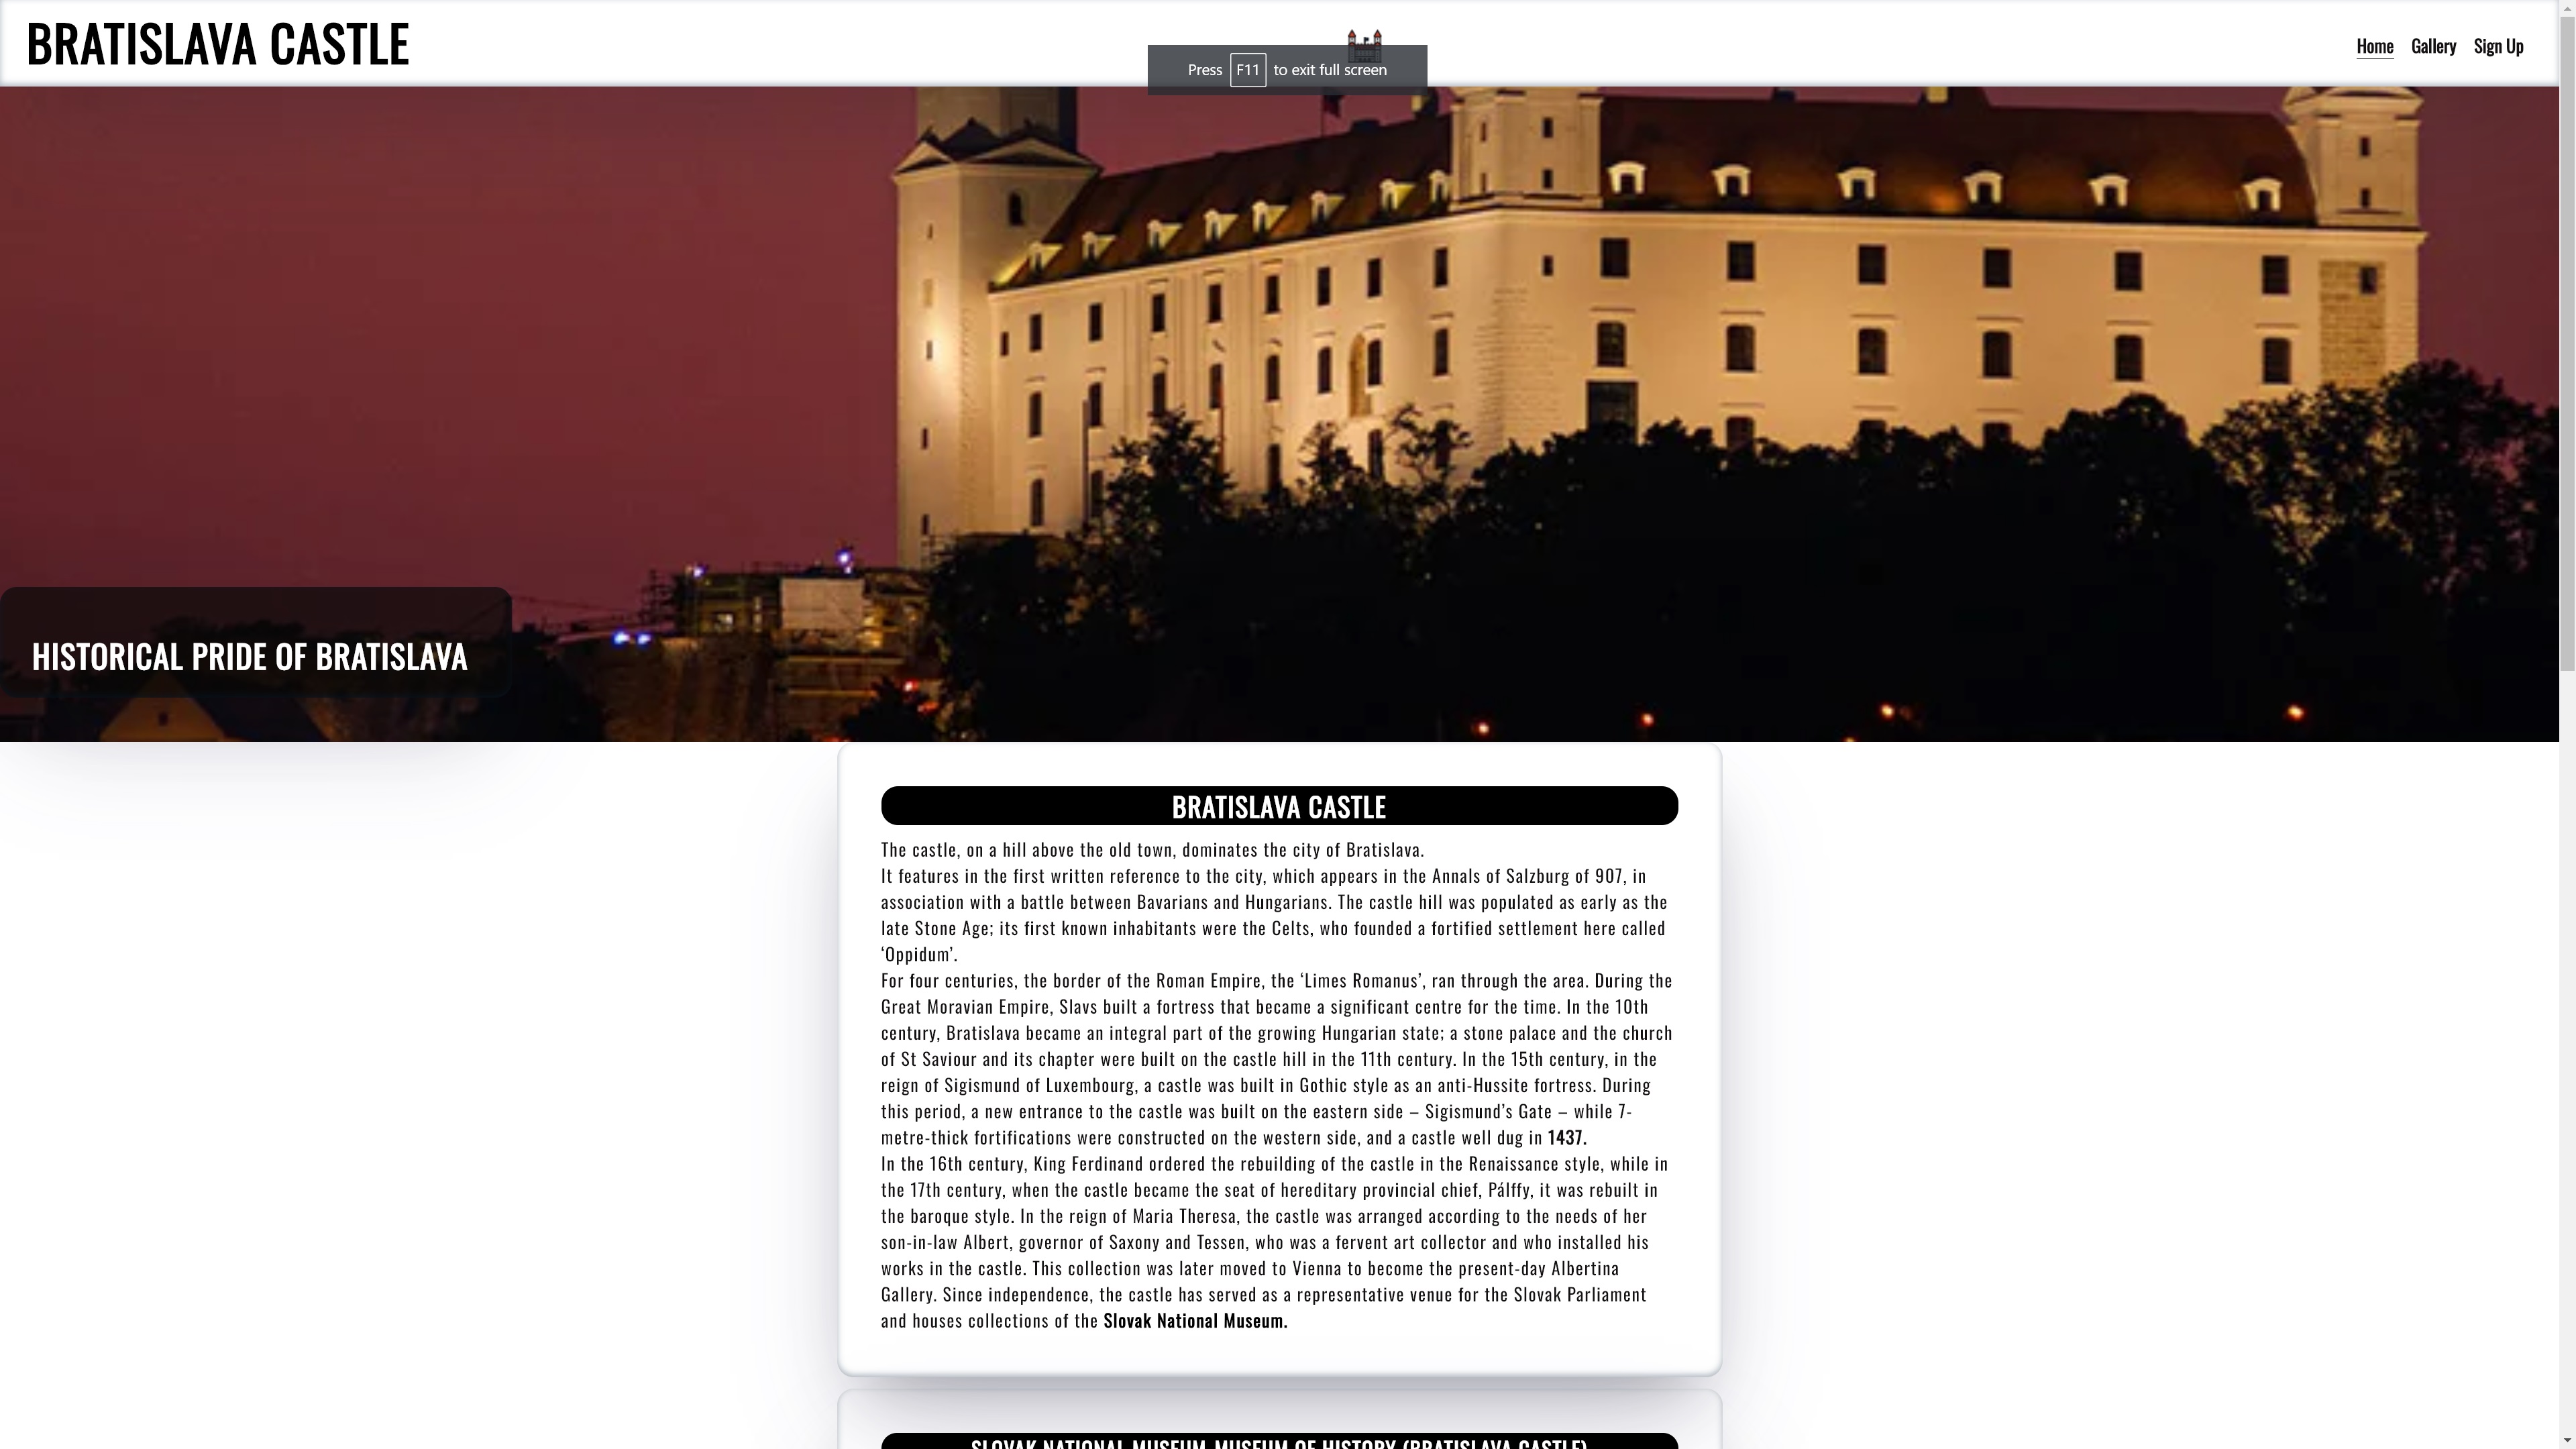 BRATISLAVA CASTLE
Press F11 to exit full screen
Home Gallery Sign Up
HISTORICAL PRIDE OF BRATISLAVA
BRATISLAVA CASTLE
The castle, on a hill above the old town, dominates the city of Bratislava.
It features in the first written reference to the city, which appears in the Annals of Salzburg of 907, in
association with a battle between Bavarians and Hungarians. The castle hill was populated as early as the
late Stone Age; its first known inhabitants were the Celts, who founded a fortified settlement here called
‘Oppidum’.
For four centuries, the border of the Roman Empire, the ‘Limes Romanus’, ran through the area. During the
Great Moravian Empire, Slavs built a fortress that became a significant centre for the time. In the 10th
century, Bratislava became an integral part of the growing Hungarian state; a stone palace and the church
of St Saviour and its chapter were built on the castle hill in the 11th century. In the 15th century, in the
reign of Sigismund of Luxembourg, a castle was built in Gothic style as an anti-Hussite fortress. During
this period, a new entrance to the castle was built on the eastern side – Sigismund’s Gate – while 7-
metre-thick fortifications were constructed on the western side, and a castle well dug in 1437.
In the 16th century, King Ferdinand ordered the rebuilding of the castle in the Renaissance style, while in
the 17th century, when the castle became the seat of hereditary provincial chief, Pálffy, it was rebuilt in
the baroque style. In the reign of Maria Theresa, the castle was arranged according to the needs of her
son-in-law Albert, governor of Saxony and Tessen, who was a fervent art collector and who installed his
works in the castle. This collection was later moved to Vienna to become the present-day Albertina
Gallery. Since independence, the castle has served as a representative venue for the Slovak Parliament
and houses collections of the Slovak National Museum.
SLOVAK NATIONAL MUSEUM-MUSEUM OF HISTORY (BRATISLAVA CASTLE)